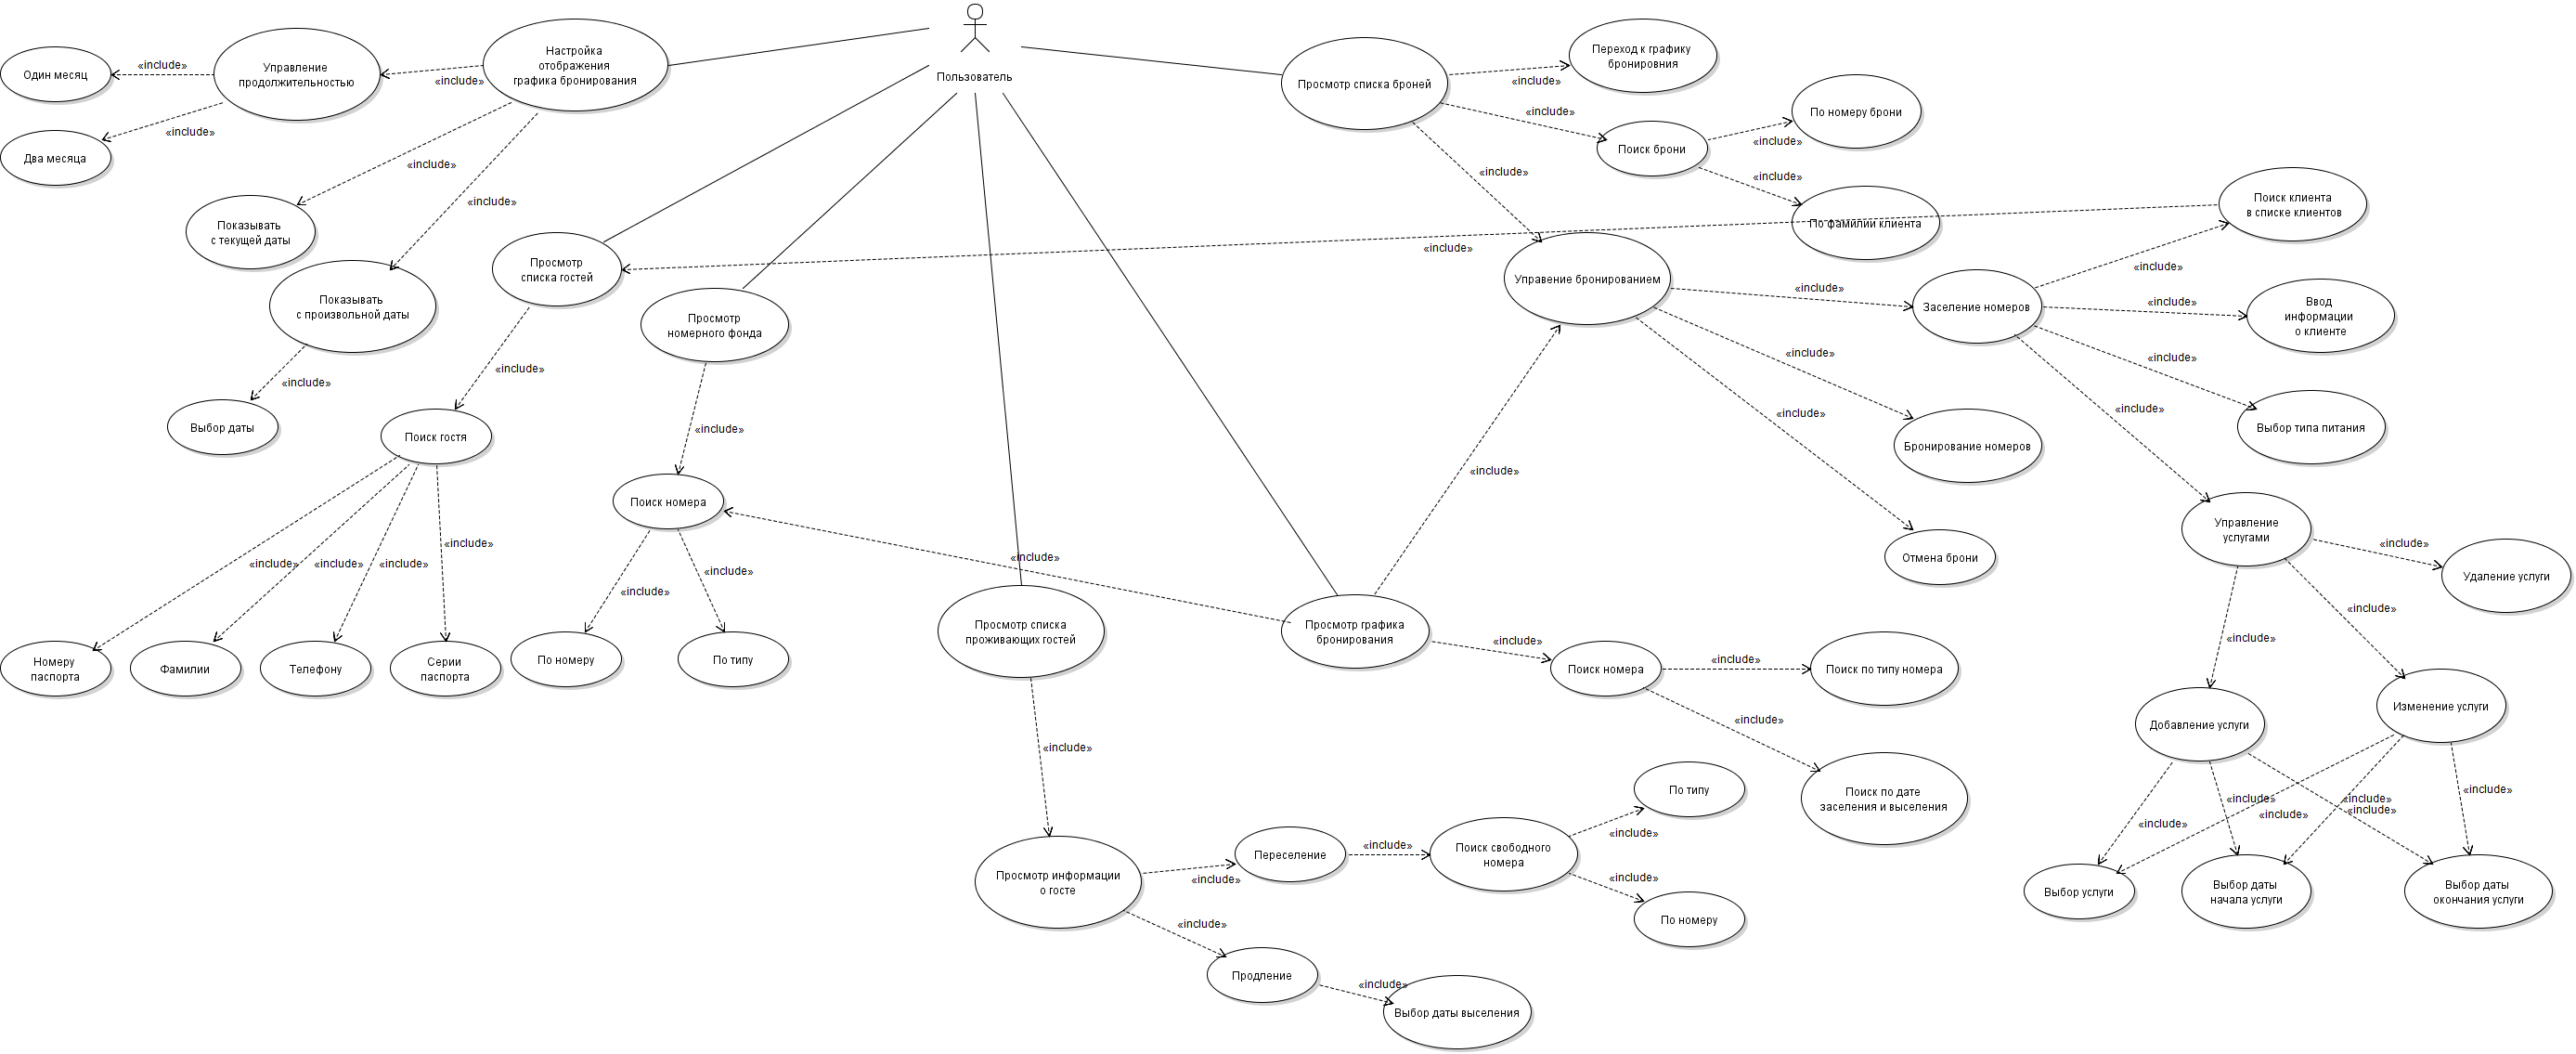 Пользователь
Один месяц
«include»
Управление
продолжительностью
«include»
Настройка
отображения
графика бронирования
Два месяца
«include»
«include»
«include»
Показывать
с текущей даты
Показывать
с произвольной даты
«include»
Выбор даты
Просмотр
списка гостей
«include»
Поиск гостя
«include»
«include»
«include»
«include»
Номеру
паспорта
Фамилии
Телефону
Серии
паспорта
Просмотр
номерного фонда
«include»
Поиск номера
«include»
«include»
«include»
По номеру
По типу
Просмотр списка
проживающих гостей
«include»
Просмотр информации
о госте
«include»
Переселение
«include»
Поиск свободного
номера
«include»
По типу
«include»
По номеру
«include»
Продление
«include»
Выбор даты выселения
Просмотр графика
бронирования
«include»
«include»
Поиск номера
«include»
Поиск по типу номера
«include»
Поиск по дате
заселения и выселения
Просмотр списка броней
«include»
Переход к графику
бронировния
«include»
Поиск брони
«include»
По номеру брони
«include»
По фамилии клиента
«include»
«include»
Управение бронированием
«include»
Заселение номеров
«include»
Бронирование номеров
«include»
Отмена брони
«include»
Поиск клиента
в списке клиентов
«include»
Ввод
информации
о клиенте
«include»
Выбор типа питания
«include»
Управление
услугами
«include»
Удаление услуги
«include»
«include»
Добавление услуги
Изменение услуги
«include»
«include»
«include»
«include»
«include»
«include»
Выбор услуги
Выбор даты
начала услуги
Выбор даты
окончания услуги